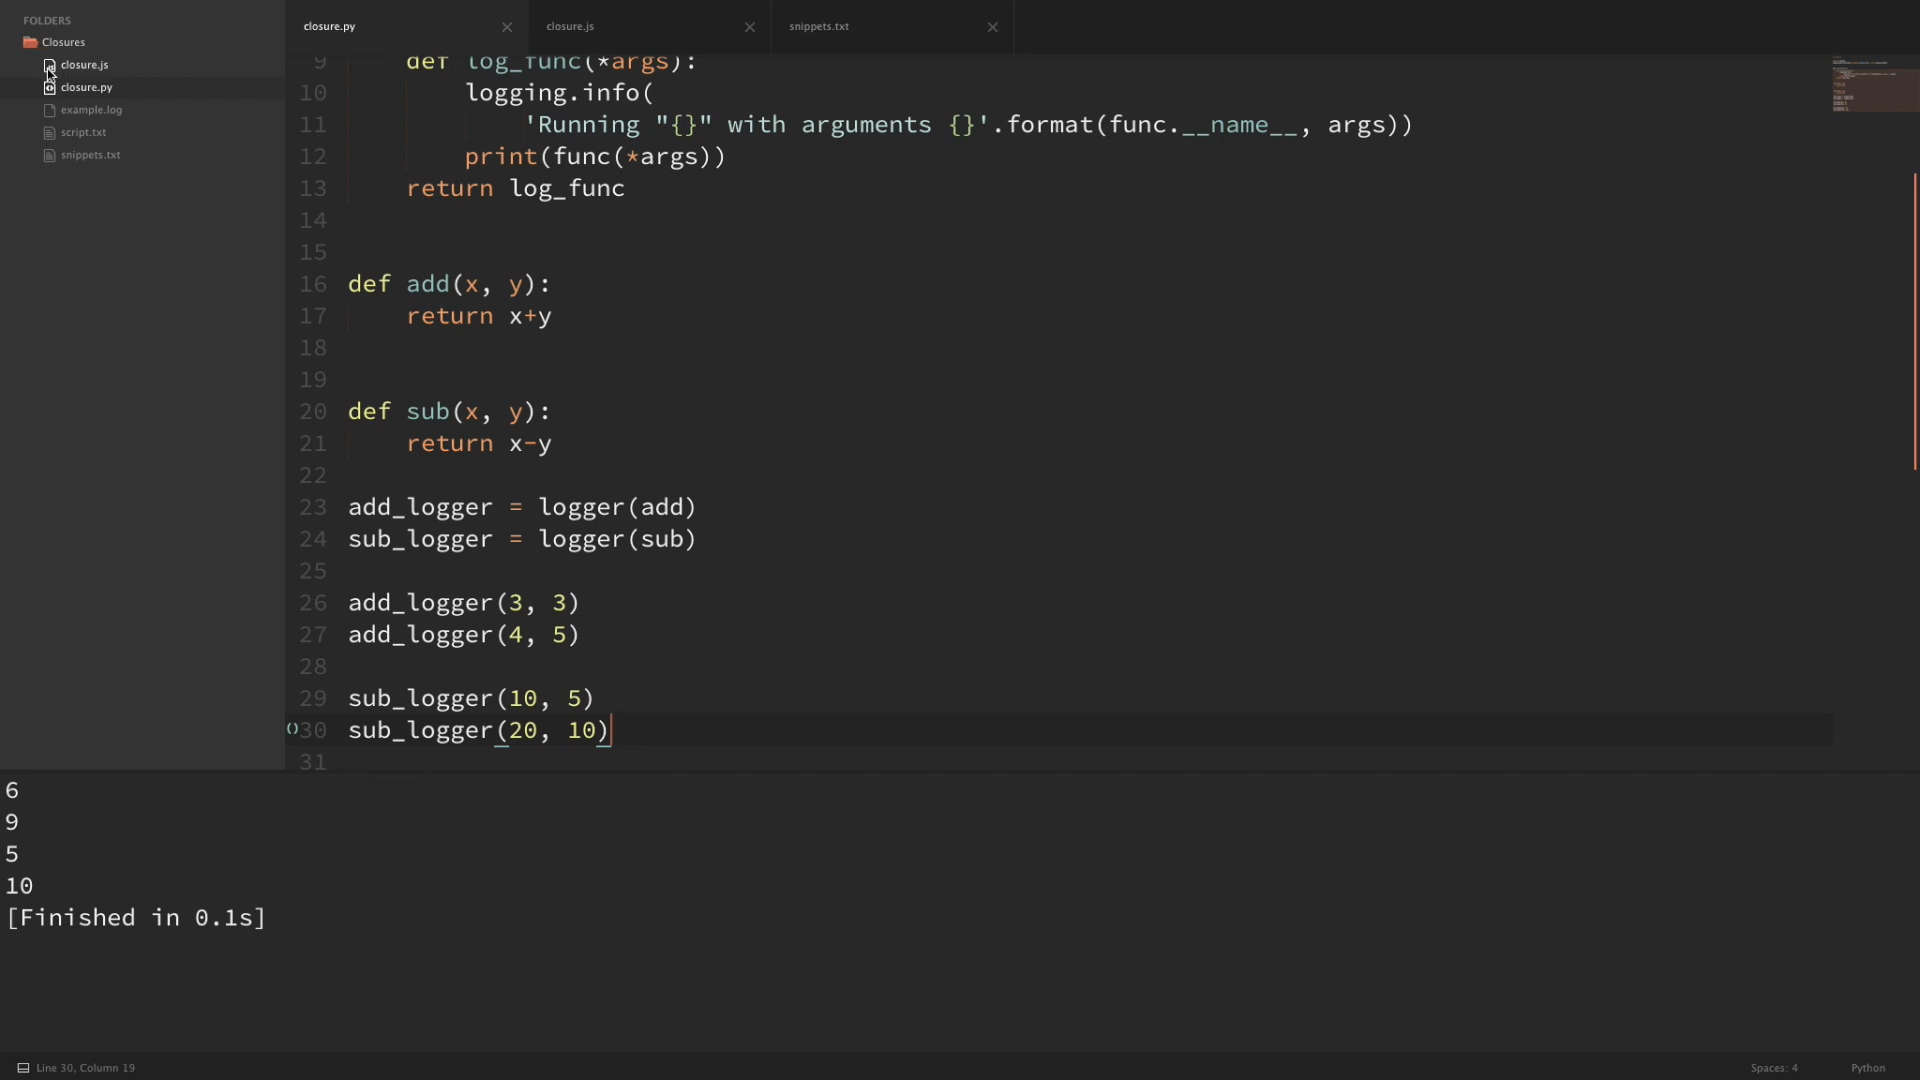 FOLDERS
Closures
closure.js
closure.py
example.log
script.txt
snippets.txt
closure.py
closure.js
snippets.txt
9 def log_func(*args):
10 logging.info(
11 'Running "{}" with arguments {}'.format(func.__name__, args))
12 print(func(*args))
13 return log_func
14
15
16 def add(x, y):
17 return x+y
18
19
20 def sub(x, y):
21 return x-y
22
23 add_logger = logger(add)
24 sub_logger = logger(sub)
25
26 add_logger(3, 3)
27 add_logger(4, 5)
28
29 sub_logger(10, 5)
30 sub_logger(20, 10)
31
6
9
5
10
[Finished in 0.1s]
Line 30, Column 19
Spaces: 4
Python